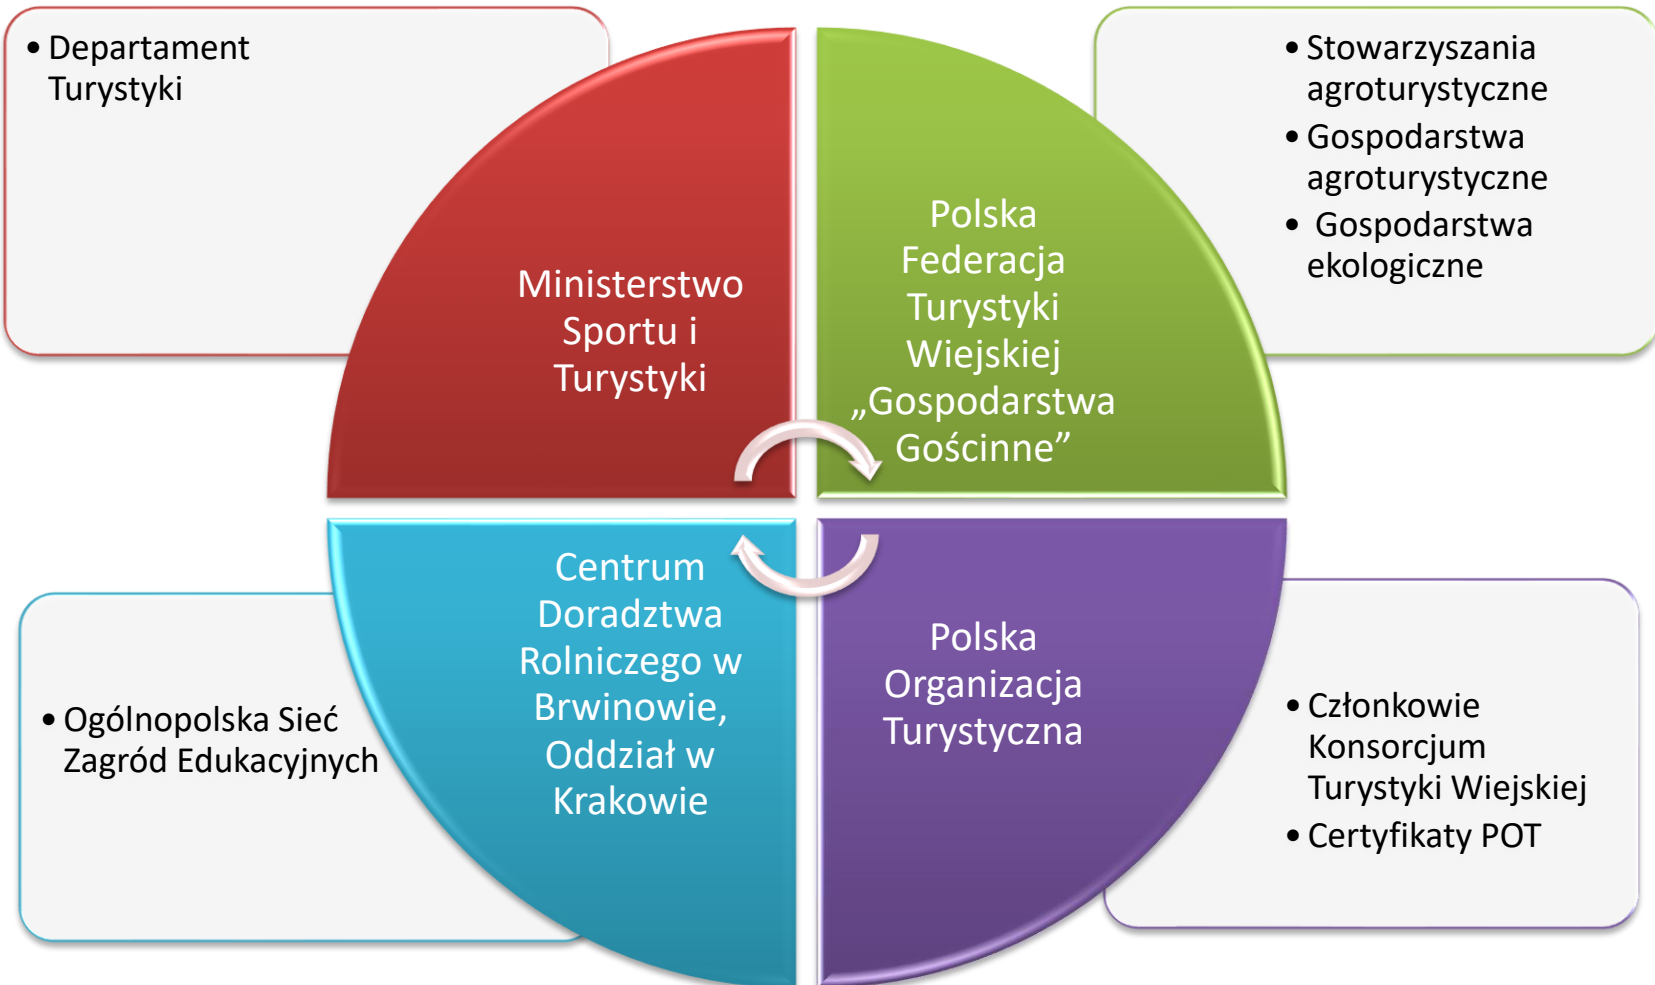 • Departament
Turystyki
Ministerstwo
Sportu i
Turystyki
Polska
Federacja
Turystyki
Wiejskiej
„Gospodarstwa
Gościnne”
• Stowarzyszania
agroturystyczne
• Gospodarstwa
agroturystyczne
• Gospodarstwa
ekologiczne
• Ogólnopolska Sieć
Zagród Edukacyjnych
Centrum
Doradztwa
Rolniczego w
Brwinowie,
Oddział w
Krakowie
Polska
Organizacja
Turystyczna
• Członkowie
Konsorcjum
Turystyki Wiejskiej
• Certyfikaty POT